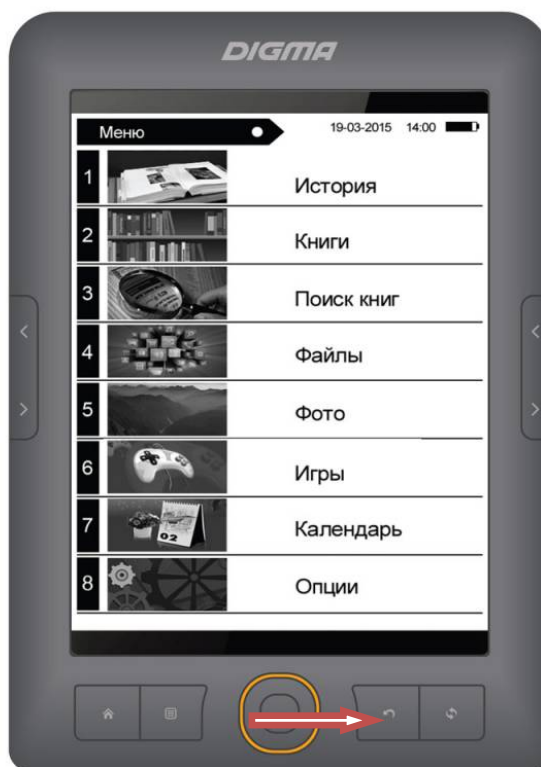 DIGMA
Меню 19-03-2015 14:00
1 История
2 Книги
3 Поиск книг
4 Файлы
5 Фото
6 Игры
7 Календарь
02
8 Опции